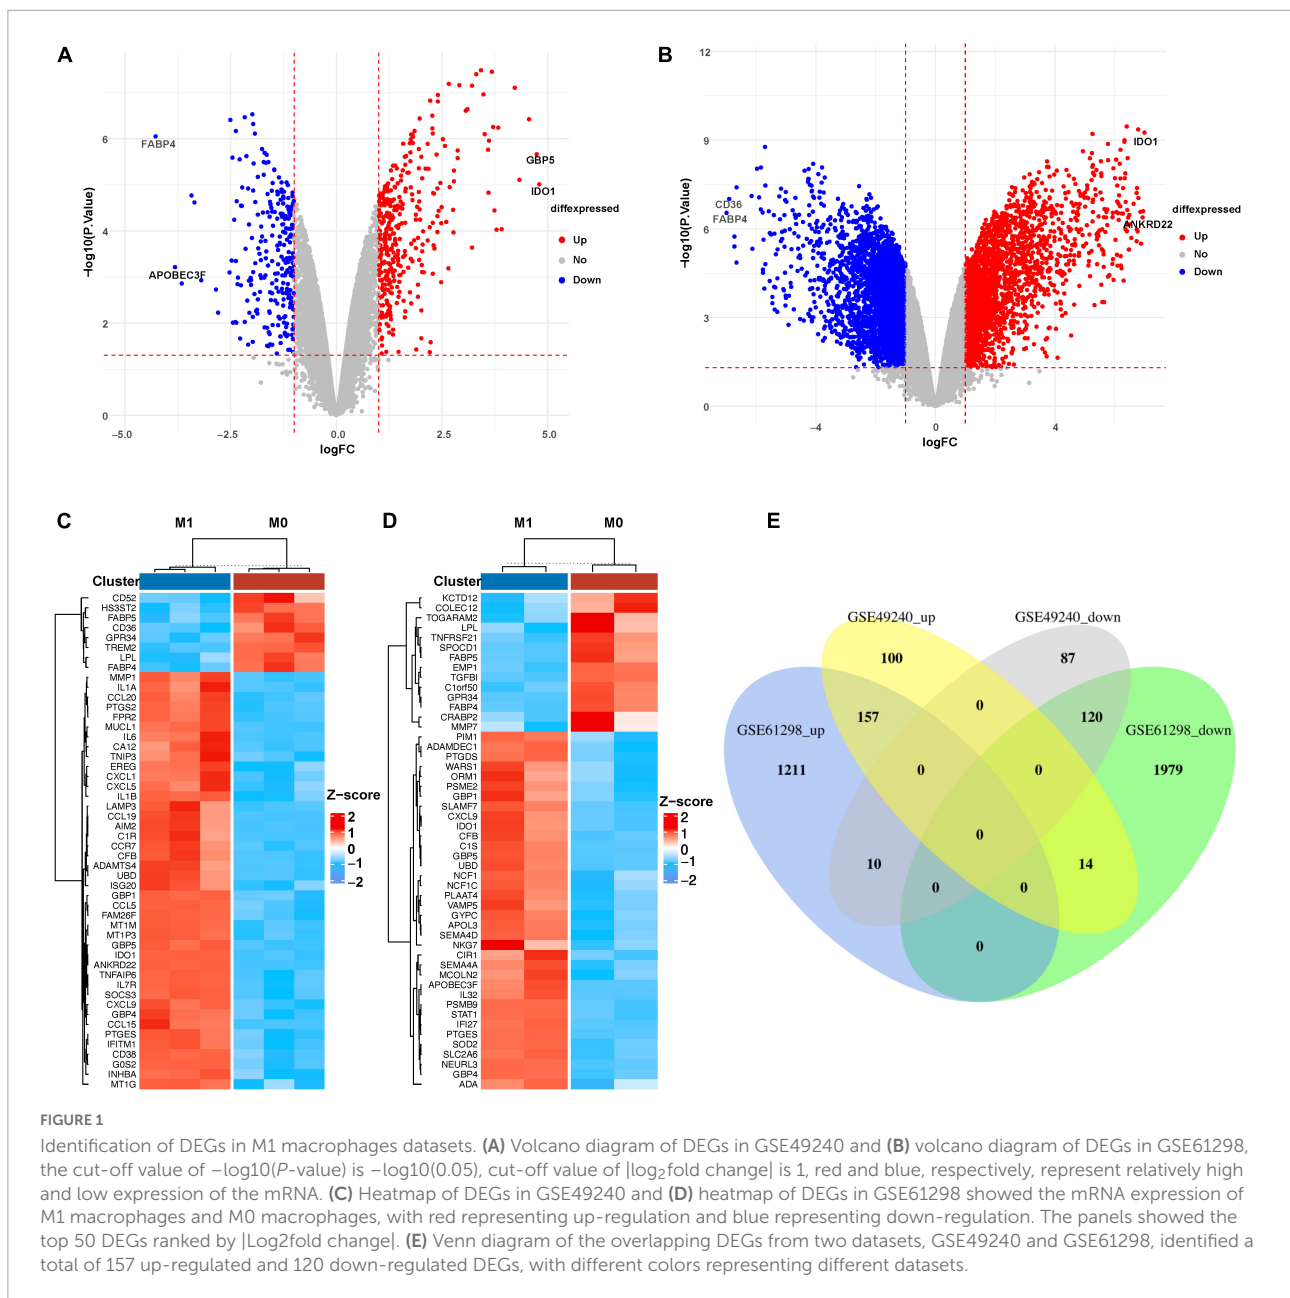 A
6
4
2
0
-log10(P.Value)
FABP4
APOBEC3F
GBP5
IDO1
diffexpressed
Up
No
Down
−5.0
−2.5
0.0
2.5
5.0
logFC
B
12
9
6
3
0
-log10(P.Value)
CD36
FABP4
IDO1
ANKRD22
diffexpressed
Up
No
Down
−4
0
4
logFC
C
M1
M0
Cluster
CD52
HS3ST2
FABP5
CD36
GPR34
TREM2
LPL
FABP4
MMP1
IL1A
CCL20
PTGS2
FPR2
MUCL1
IL6
CA12
TNIP3
EREG
CXCL1
CXCL5
IL1B
LAMP3
CCL19
AIM2
C1R
CCR7
CFB
ADAMTS4
UBD
ISG20
GBP1
CCL5
FAM26F
MT1M
MT1P3
GBP5
IDO1
ANKRD22
TNFAIP6
IL7R
SOCS3
CXCL9
GBP4
CCL15
PTGES
IFITM1
CD38
G0S2
INHBA
MT1G
Z−score
2
1
0
−1
−2
D
M1
M0
Cluster
KCTD12
COLEC12
TOGARAM2
LPL
TNFRSF21
SPOCD1
FABP5
EMP1
TGFBI
C1orf50
GPR34
FABP4
CRABP2
MMP7
PIM1
ADAMDEC1
PTGDS
WARS1
ORM1
PSME2
GBP1
SLAMF7
CXCL9
IDO1
CFB
C1S
GBP5
UBD
NCF1
NCF1C
PLAAT4
VAMP5
GYPC
APOL3
SEMA4D
NKG7
CIR1
SEMA4A
MCOLN2
APOBEC3F
IL32
PSMB9
STAT1
IFI27
PTGES
SOD2
SLC2A6
NEURL3
GBP4
ADA
Z−score
2
1
0
−1
−2
E
GSE49240_up
GSE49240_down
100
87
0
157
120
GSE61298_up
GSE61298_down
1211
0
0
1979
0
10
14
0
0
0
FIGURE 1
Identification of DEGs in M1 macrophages datasets. (A) Volcano diagram of DEGs in GSE49240 and (B) volcano diagram of DEGs in GSE61298,
the cut-off value of −log10(P-value) is −log10(0.05), cut-off value of |log2fold change| is 1, red and blue, respectively, represent relatively high
and low expression of the mRNA. (C) Heatmap of DEGs in GSE49240 and (D) heatmap of DEGs in GSE61298 showed the mRNA expression of
M1 macrophages and M0 macrophages, with red representing up-regulation and blue representing down-regulation. The panels showed the
top 50 DEGs ranked by |Log2fold change|. (E) Venn diagram of the overlapping DEGs from two datasets, GSE49240 and GSE61298, identified a
total of 157 up-regulated and 120 down-regulated DEGs, with different colors representing different datasets.